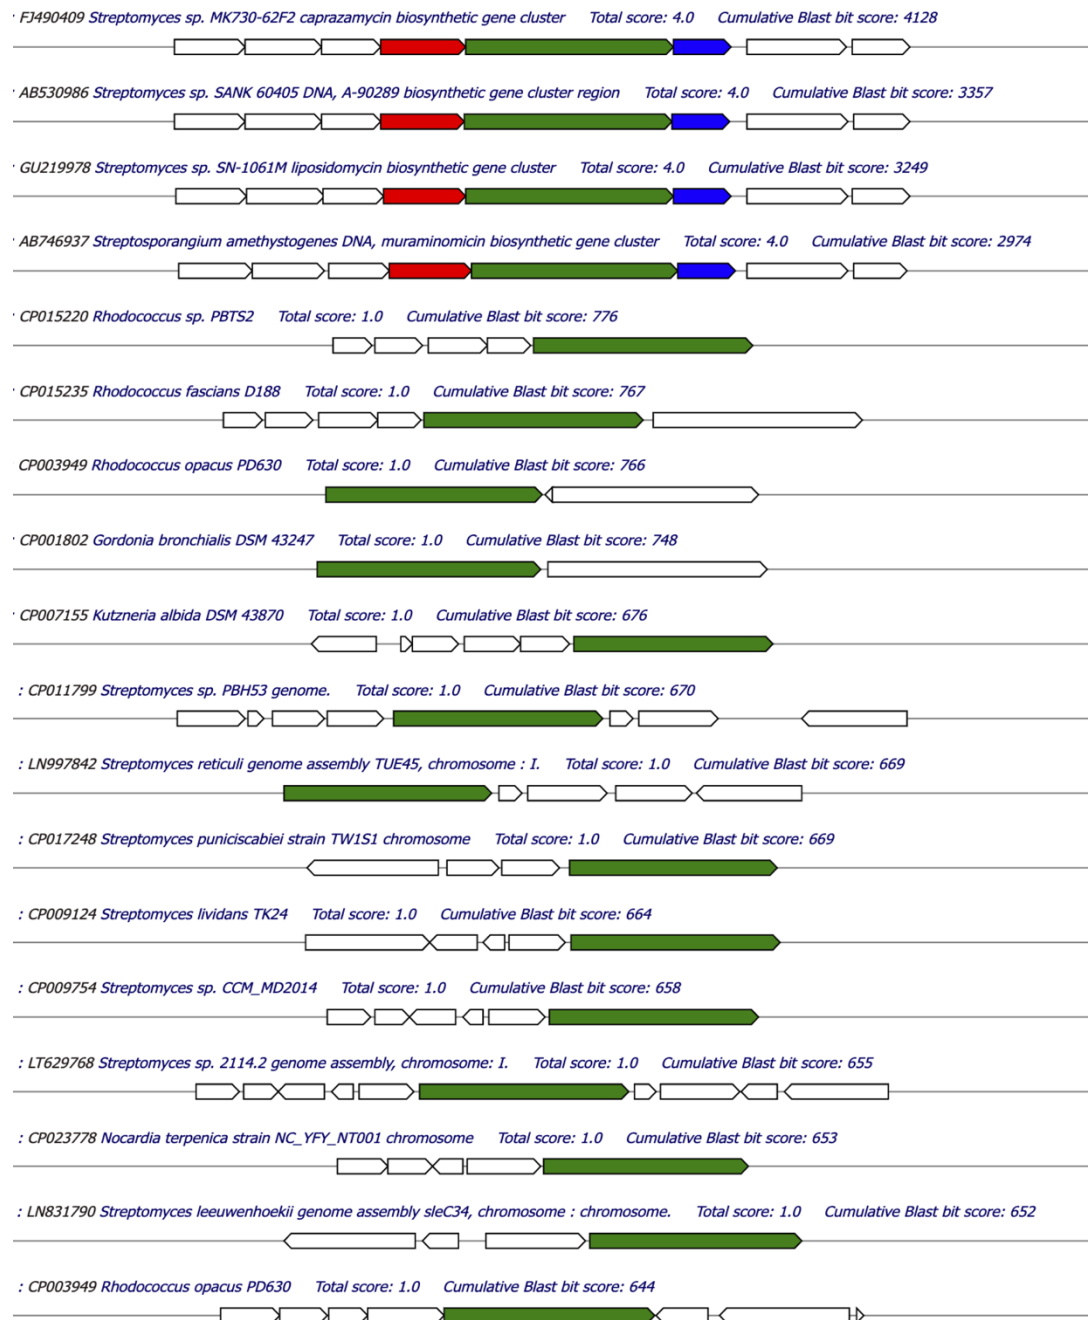 FJ490409 Streptomyces sp. MK730-62F2 caprazamycin biosynthetic gene cluster Total score: 4.0 Cumulative Blast bit score: 4128
AB530986 Streptomyces sp. SANK 60405 DNA, A-90289 biosynthetic gene cluster region Total score: 4.0 Cumulative Blast bit score: 3357
GU219978 Streptomyces sp. SN-1061M liposidomycin biosynthetic gene cluster Total score: 4.0 Cumulative Blast bit score: 3249
AB746937 Streptosporangium amethystogenes DNA, muraminomicin biosynthetic gene cluster Total score: 4.0 Cumulative Blast bit score: 2974
CP015220 Rhodococcus sp. PBTS2 Total score: 1.0 Cumulative Blast bit score: 776
CP015235 Rhodococcus fascians D188 Total score: 1.0 Cumulative Blast bit score: 767
CP003949 Rhodococcus opacus PD630 Total score: 1.0 Cumulative Blast bit score: 766
CP001802 Gordonia bronchialis DSM 43247 Total score: 1.0 Cumulative Blast bit score: 748
CP007155 Kutzneria albida DSM 43870 Total score: 1.0 Cumulative Blast bit score: 676
: CP011799 Streptomyces sp. PBH53 genome. Total score: 1.0 Cumulative Blast bit score: 670
: LN997842 Streptomyces reticuli genome assembly TUE45, chromosome : I. Total score: 1.0 Cumulative Blast bit score: 669
: CP017248 Streptomyces puniciscabiei strain TW1S1 chromosome Total score: 1.0 Cumulative Blast bit score: 669
: CP009124 Streptomyces lividans TK24 Total score: 1.0 Cumulative Blast bit score: 664
: CP009754 Streptomyces sp. CCM_MD2014 Total score: 1.0 Cumulative Blast bit score: 658
: LT629768 Streptomyces sp. 2114.2 genome assembly, chromosome: I. Total score: 1.0 Cumulative Blast bit score: 655
: CP023778 Nocardia terpenica strain NC_YFY_NT001 chromosome Total score: 1.0 Cumulative Blast bit score: 653
: LN831790 Streptomyces leeuwenhoekii genome assembly sleC34, chromosome : chromosome. Total score: 1.0 Cumulative Blast bit score: 652
: CP003949 Rhodococcus opacus PD630 Total score: 1.0 Cumulative Blast bit score: 644